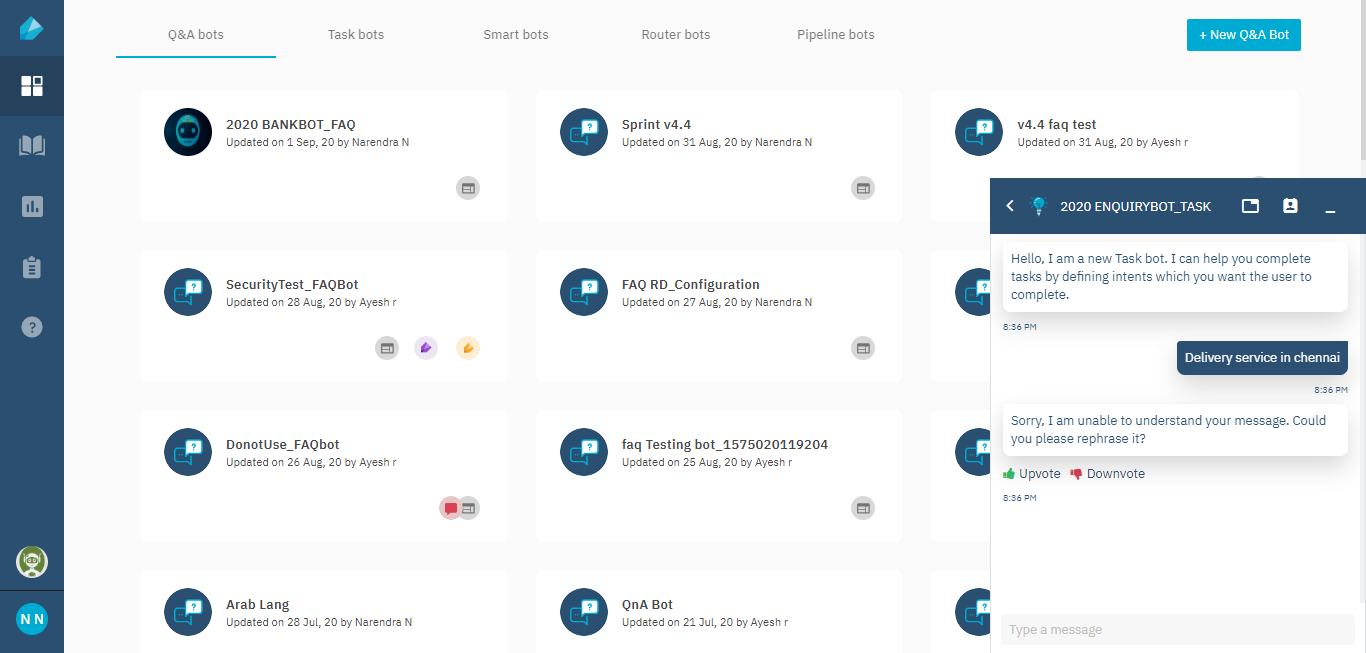 Q&A bots
Task bots
Smart bots
Router bots
Pipeline bots
+ New Q&A Bot
2020 BANKBOT_FAQ
Updated on 1 Sep, 20 by Narendra N
Sprint v4.4
Updated on 31 Aug, 20 by Narendra N
v4.4 faq test
Updated on 31 Aug, 20 by Ayesh r
SecurityTest_FAQBot
Updated on 28 Aug, 20 by Ayesh r
FAQ RD_Configuration
Updated on 27 Aug, 20 by Narendra N
DonotUse_FAQbot
Updated on 26 Aug, 20 by Ayesh r
faq Testing bot_1575020119204
Updated on 25 Aug, 20 by Ayesh r
Arab Lang
Updated on 28 Jul, 20 by Narendra N
QnA Bot
Updated on 21 Jul, 20 by Ayesh r
N N
2020 ENQUIRYBOT_TASK
Hello, I am a new Task bot. I can help you complete
tasks by defining intents which you want the user to
complete.
8:36 PM
Delivery service in chennai
8:36 PM
Sorry, I am unable to understand your message. Could
you please rephrase it?
Upvote
Downvote
8:36 PM
Type a message